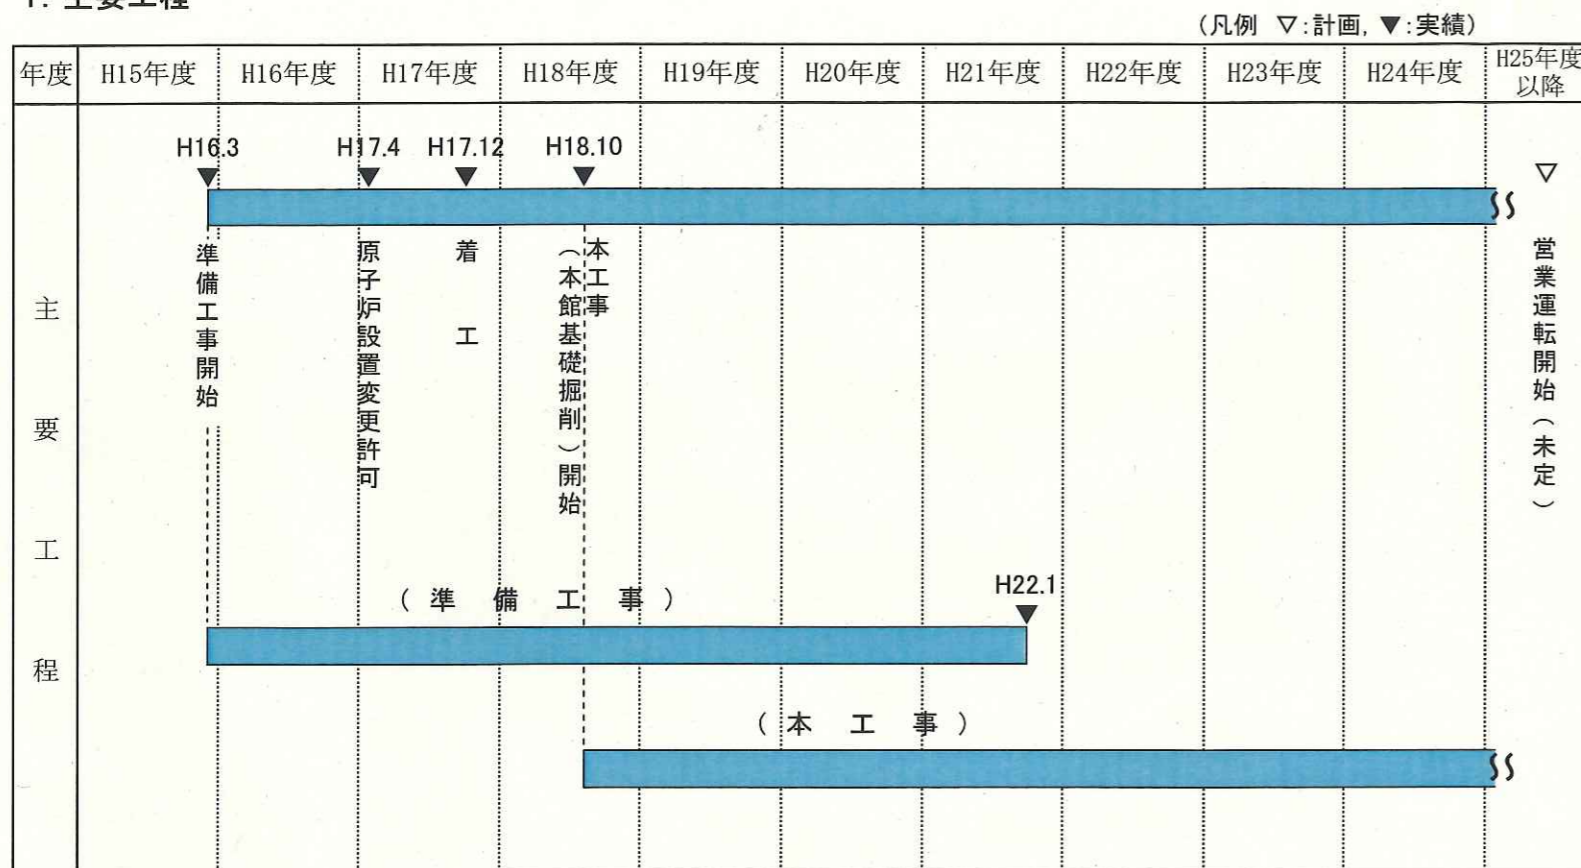 1. 主要工程
(凡例 ▽:計画, ▼:実績)
年度 H15年度 H16年度 H17年度 H18年度 H19年度 H20年度 H21年度 H22年度 H23年度 H24年度 H25年度以降
主要工程
H16.3 H17.4 H17.12 H18.10
準備工事開始
原子炉設置変更許可
着工
本工事
(本館基礎掘削)開始
営業運転開始(未定)
(準備工事)
H22.1
(本工事)